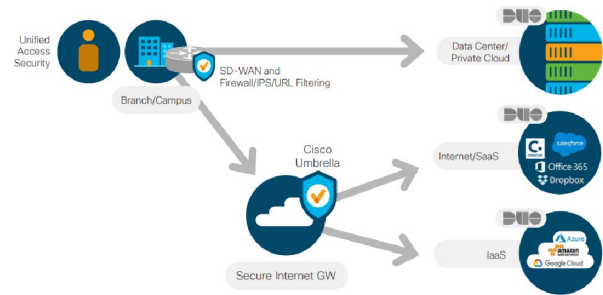 Unified
Access
Security
SD-WAN and
Firewall/IPS/URL Filtering
Branch/Campus
DUO
Data Center/
Private Cloud
Cisco
Umbrella
Secure Internet GW
DUO
Internet/SaaS
C.
CONCUR
salesforce
Office 365
Dropbox
DUO
IaaS
Azure
amazon
Google Cloud